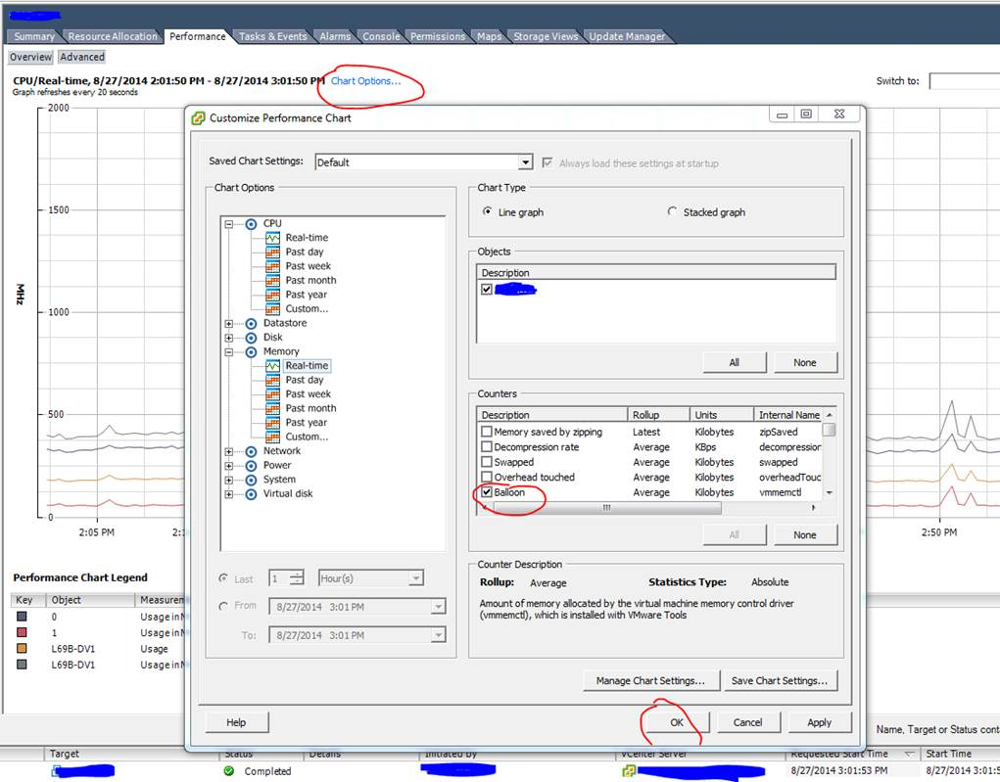 Summary Resource Allocation Performance Tasks & Events Alarms Console Permissions Maps Storage Views Update Manager
Overview Advanced
CPU/Real-time, 8/27/2014 2:01:50 PM - 8/27/2014 3:01:50 PM Chart Options...
Switch to:
Graph refreshes every 20 seconds
2000
1500
1000
500
0
MHz
2:05 PM
2:1
2:50 PM
Customize Performance Chart
Saved Chart Settings: Default Always load these settings at startup
Chart Options
CPU
Real-time
Past day
Past week
Past month
Past year
Custom...
Datastore
Disk
Memory
Real-time
Past day
Past week
Past month
Past year
Custom...
Network
Power
System
Virtual disk
Last 1 Hour(s)
From 8/27/2014 3:01 PM
To: 8/27/2014 3:01 PM
Chart Type
Line graph Stacked graph
Objects
Description
All None
Counters
Description Rollup Units Internal Name
Memory saved by zipping Latest Kilobytes zipSaved
Decompression rate Average KBps decompression
Swapped Average Kilobytes swapped
Overhead touched Average Kilobytes overheadTouc
Balloon Average Kilobytes vmmemctl
All None
Counter Description
Rollup: Average Statistics Type: Absolute
Amount of memory allocated by the virtual machine memory control driver
(vmmemctl), which is installed with VMware Tools
Manage Chart Settings... Save Chart Settings...
Help OK Cancel Apply
Performance Chart Legend
Key Object Measurem
0 Usage in M
1 Usage in M
L69B-DV1 Usage
L69B-DV1 Usage in M
Name, Target or Status conta
Target Status Details Initiated by vCenter Server Requested Start Time Start Time
Completed 8/27/2014 3:01:53 PM 8/27/2014 3:01:5